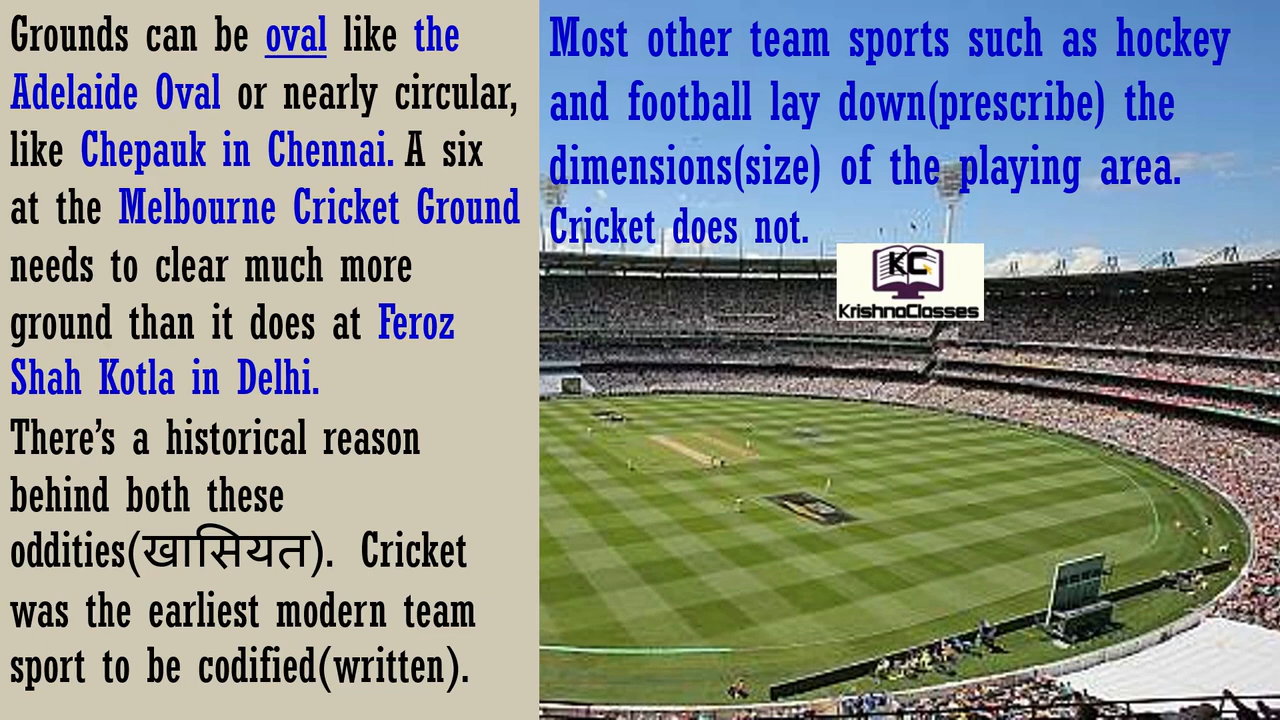 Grounds can be oval like the
Adelaide Oval or nearly circular,
like Chepauk in Chennai. A six
at the Melbourne Cricket Ground
needs to clear much more
ground than it does at Feroz
Shah Kotla in Delhi.
There’s a historical reason
behind both these
oddities(खासियत). Cricket
was the earliest modern team
sport to be codified(written).
Most other team sports such as hockey
and football lay down(prescribe) the
dimensions(size) of the playing area.
Cricket does not.
KC
KrishnaClasses